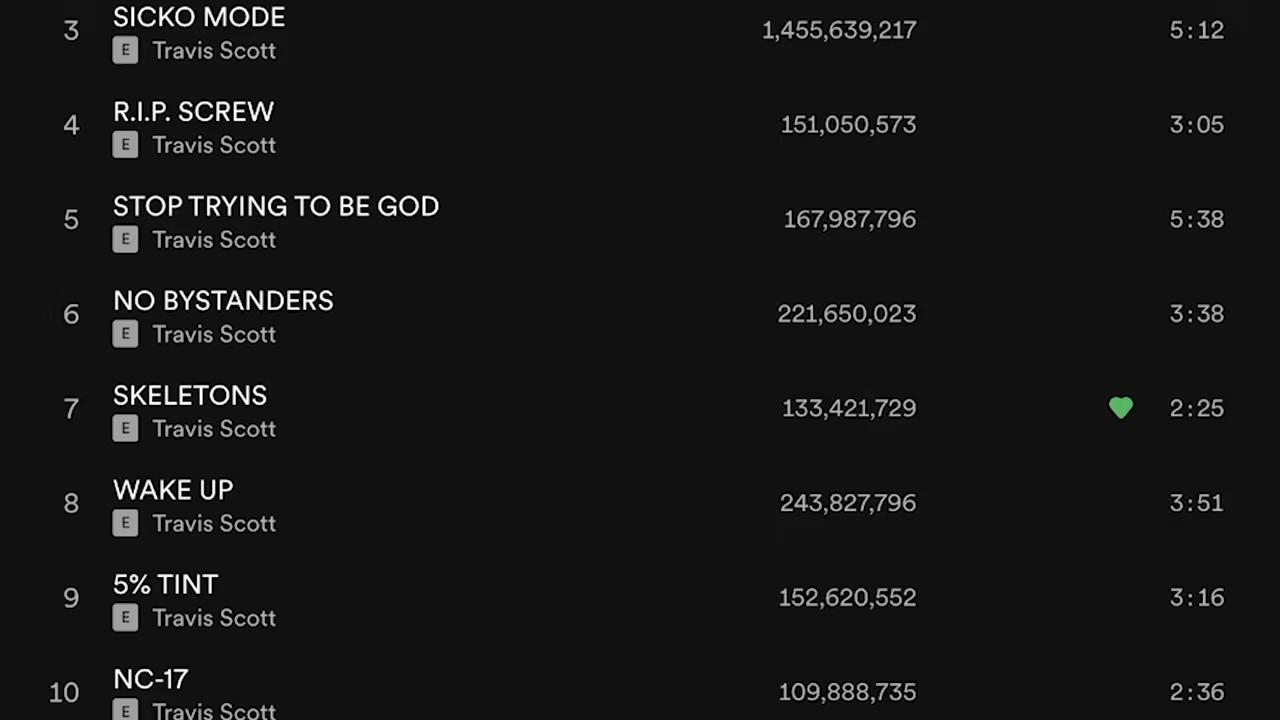 3 SICKO MODE 1,455,639,217 5:12
E Travis Scott
4 R.I.P. SCREW 151,050,573 3:05
E Travis Scott
5 STOP TRYING TO BE GOD 167,987,796 5:38
E Travis Scott
6 NO BYSTANDERS 221,650,023 3:38
E Travis Scott
7 SKELETONS 133,421,729 2:25
E Travis Scott
8 WAKE UP 243,827,796 3:51
E Travis Scott
9 5% TINT 152,620,552 3:16
E Travis Scott
10 NC-17 109,888,735 2:36
E Travis Scott